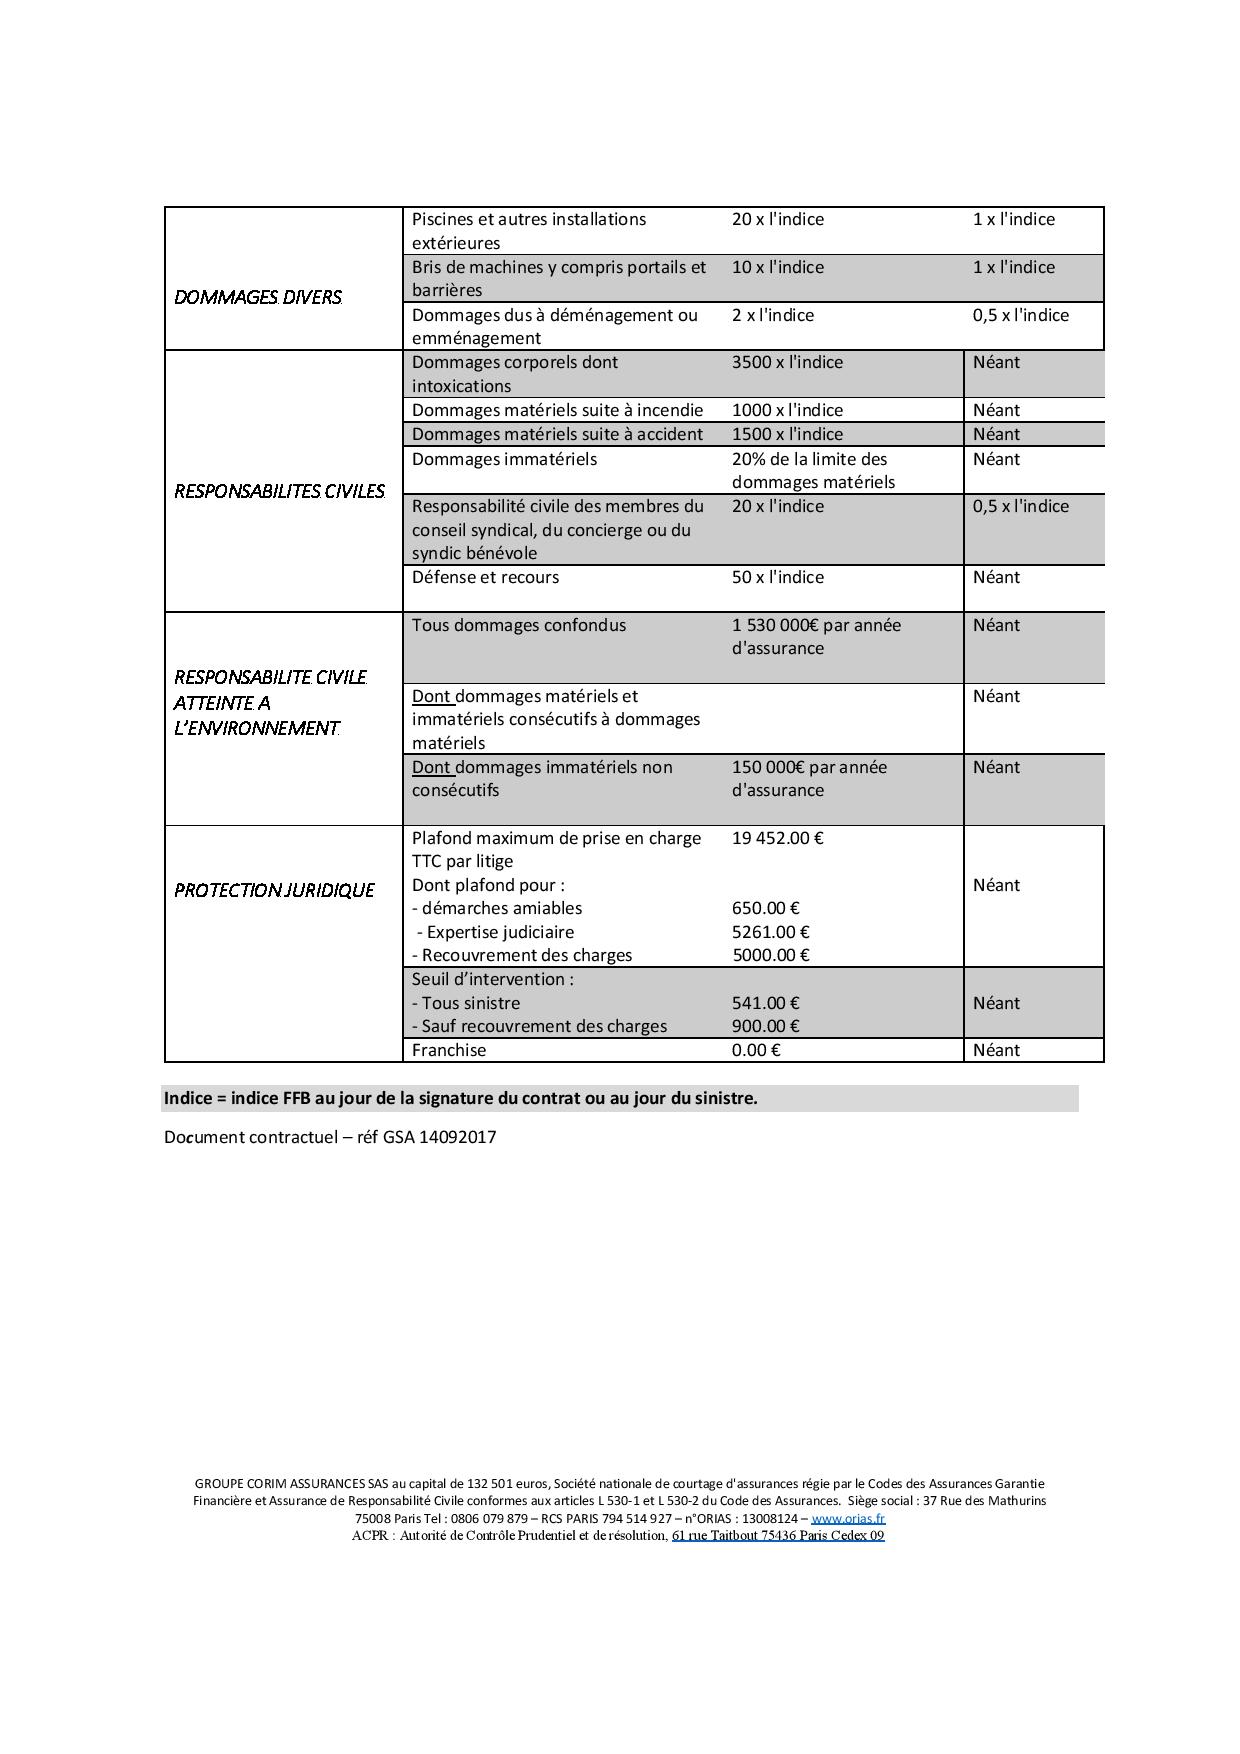 DOMMAGES DIVERS
Piscines et autres installations
extérieures
20 x l'indice
1 x l'indice
Bris de machines y compris portails et
barrières
10 x l'indice
1 x l'indice
Dommages dus à déménagement ou
emménagement
2 x l'indice
0,5 x l'indice
RESPONSABILITES CIVILES
Dommages corporels dont
intoxications
3500 x l'indice
Néant
Dommages matériels suite à incendie
1000 x l'indice
Néant
Dommages matériels suite à accident
1500 x l'indice
Néant
Dommages immatériels
20% de la limite des
dommages matériels
Néant
Responsabilité civile des membres du
conseil syndical, du concierge ou du
syndic bénévole
20 x l'indice
0,5 x l'indice
Défense et recours
50 x l'indice
Néant
RESPONSABILITE CIVILE
ATTEINTE A
L’ENVIRONNEMENT
Tous dommages confondus
1 530 000€ par année
d'assurance
Néant
Dont dommages matériels et
immatériels consécutifs à dommages
matériels
Néant
Dont dommages immatériels non
consécutifs
150 000€ par année
d'assurance
Néant
PROTECTION JURIDIQUE
Plafond maximum de prise en charge
TTC par litige
19 452.00 €
Dont plafond pour :
Néant
- démarches amiables
650.00 €
- Expertise judiciaire
5261.00 €
- Recouvrement des charges
5000.00 €
Seuil d’intervention :
- Tous sinistre
541.00 €
Néant
- Sauf recouvrement des charges
900.00 €
Franchise
0.00 €
Néant
Indice = indice FFB au jour de la signature du contrat ou au jour du sinistre.
Document contractuel – réf GSA 14092017
GROUPE CORIM ASSURANCES SAS au capital de 132 501 euros, Société nationale de courtage d'assurances régie par le Codes des Assurances Garantie
Financière et Assurance de Responsabilité Civile conformes aux articles L 530-1 et L 530-2 du Code des Assurances. Siège social : 37 Rue des Mathurins
75008 Paris Tel : 0806 079 879 – RCS PARIS 794 514 927 – n°ORIAS : 13008124 – www.orias.fr
ACPR : Autorité de Contrôle Prudentiel et de résolution, 61 rue Taitbout 75436 Paris Cedex 09